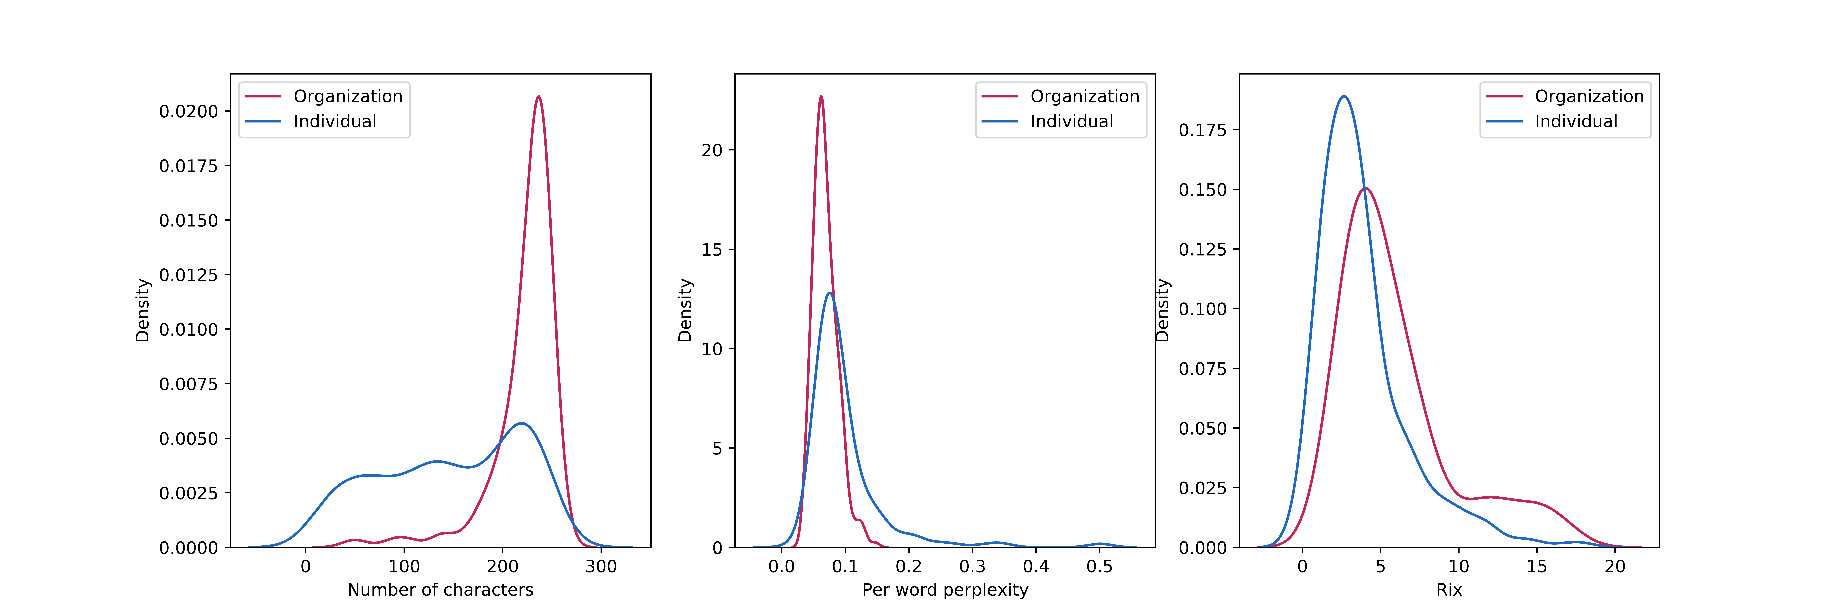 Organization
Individual
0.0200
0.0175
0.0150
0.0125
0.0100
0.0075
0.0050
0.0025
0.0000
Density
0 100 200 300
Number of characters
Organization
Individual
20
15
10
5
0
Density
0.0 0.1 0.2 0.3 0.4 0.5
Per word perplexity
Organization
Individual
0.175
0.150
0.125
0.100
0.075
0.050
0.025
0.000
Density
0 5 10 15 20
Rix